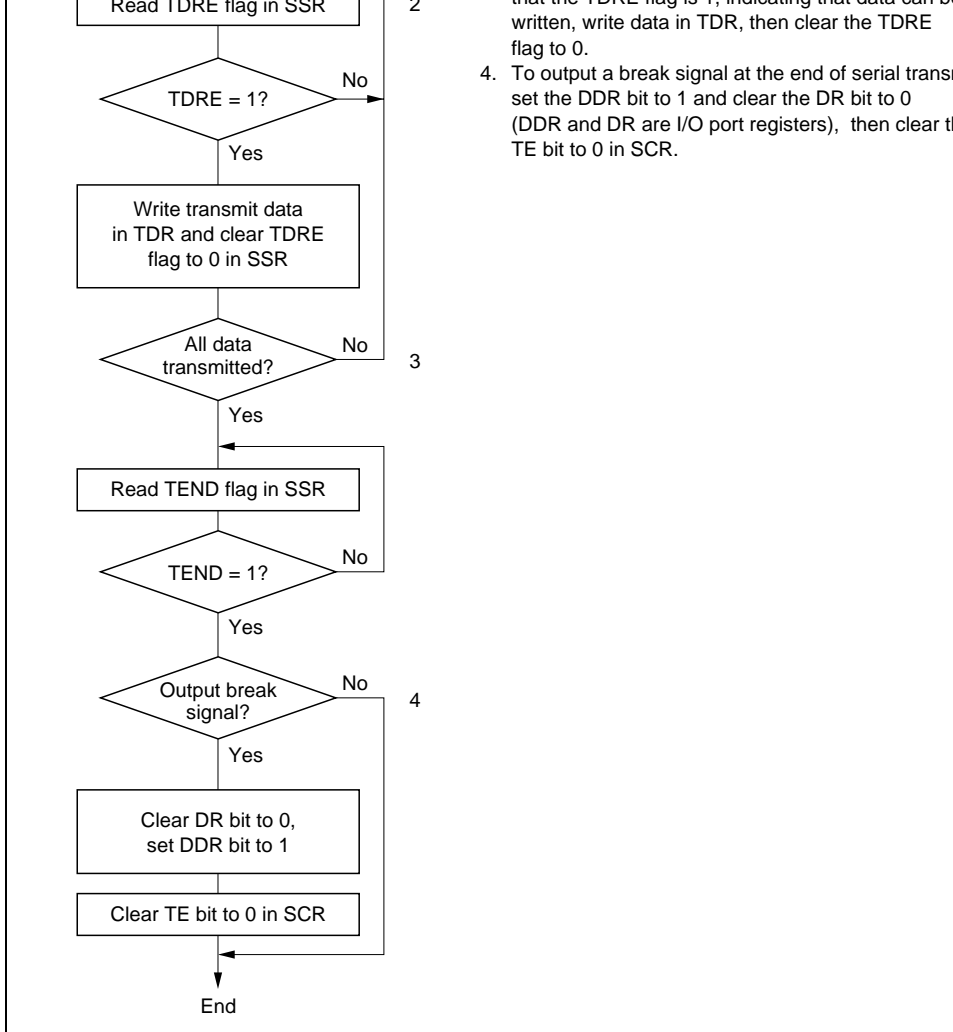 Read TDRE flag in SSR
2
TDRE = 1?
No
Yes
Write transmit data
in TDR and clear TDRE
flag to 0 in SSR
All data
transmitted?
No
3
Yes
Read TEND flag in SSR
TEND = 1?
No
Yes
Output break
signal?
No
4
Yes
Clear DR bit to 0,
set DDR bit to 1
Clear TE bit to 0 in SCR
End
that the TDRE flag is 1, indicating that data can
written, write data in TDR, then clear the TDRE
flag to 0.
4. To output a break signal at the end of serial
set the DDR bit to 1 and clear the DR bit to 0
(DDR and DR are I/O port registers), then clear
TE bit to 0 in SCR.